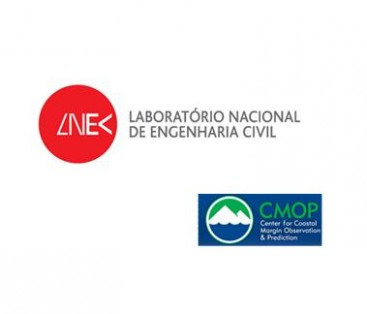 LNEC
LABORATÓRIO NACIONAL
DE ENGENHARIA CIVIL
CMOP
Center for Coastal
Margin Observation
& Prediction